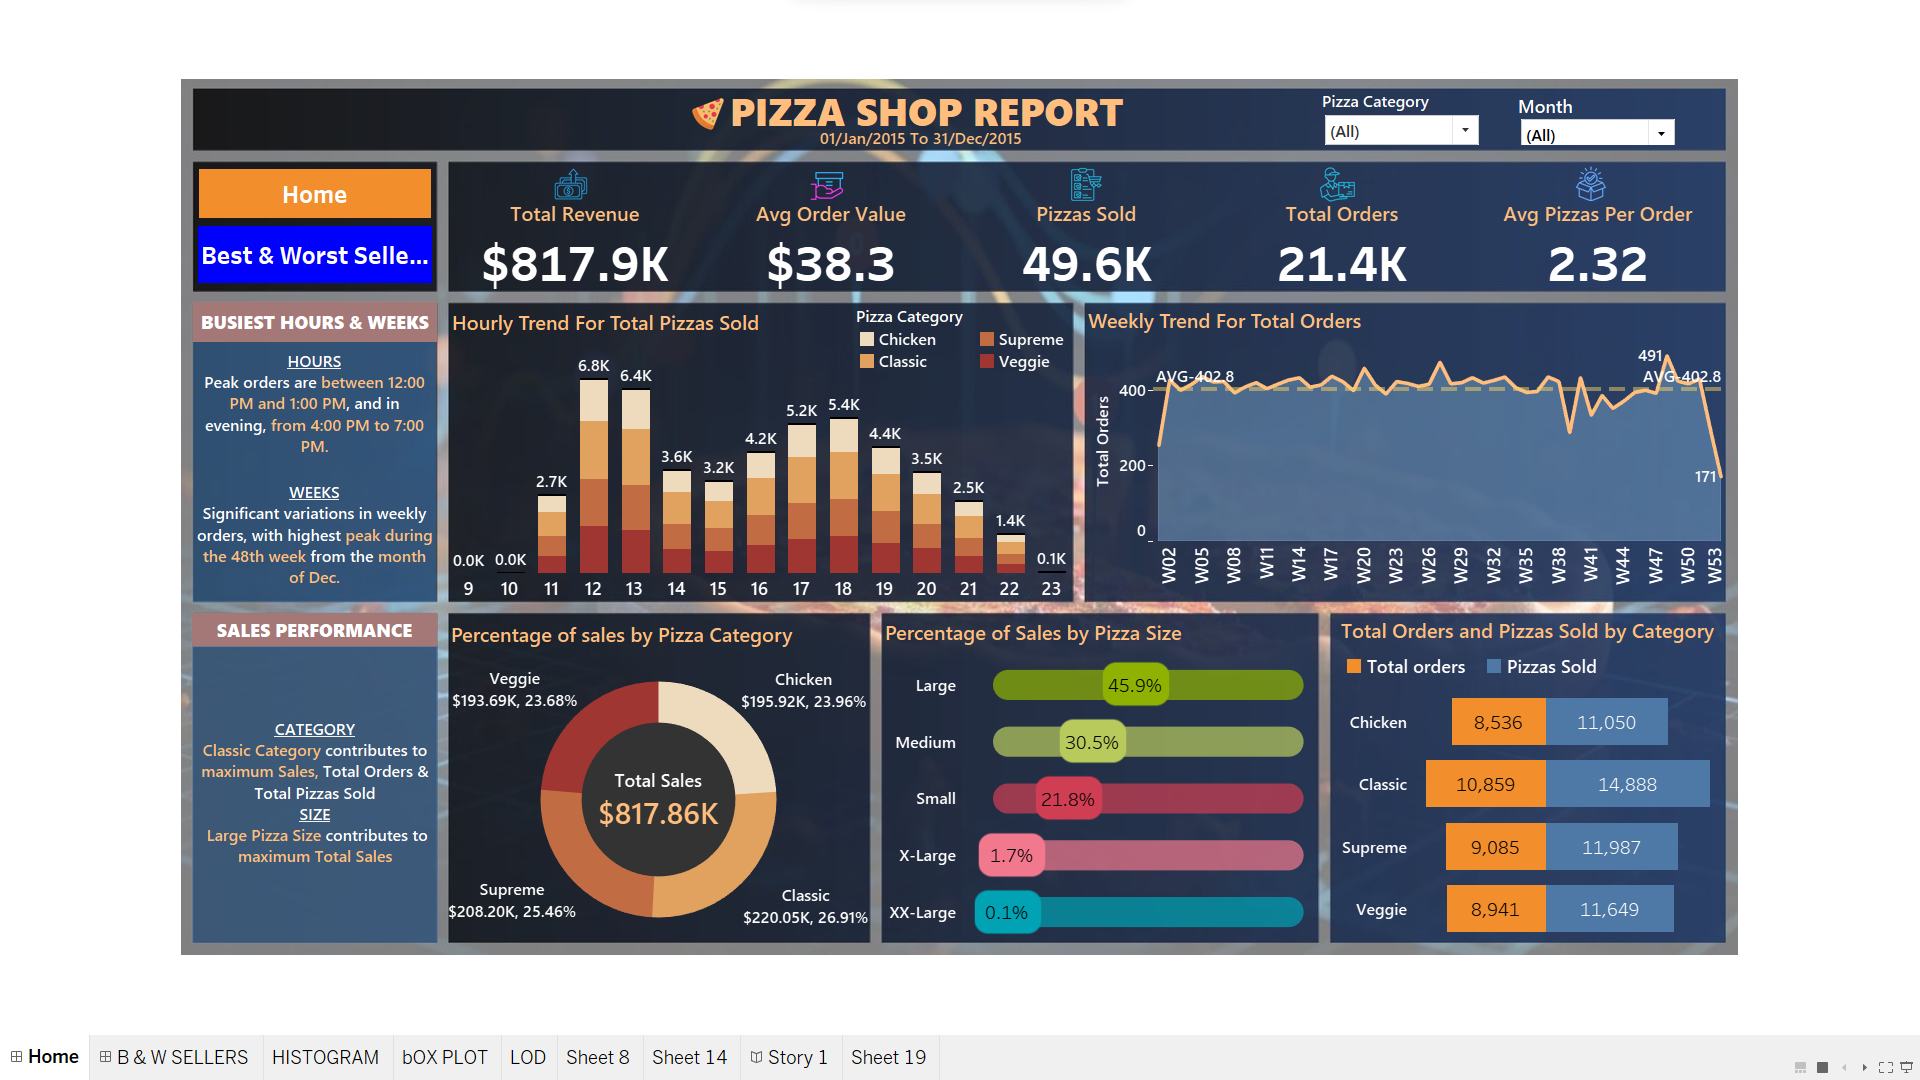 PIZZA SHOP REPORT
01/Jan/2015 To 31/Dec/2015
Pizza Category
(All)
Month
(All)
Home
Best & Worst Selle...
Total Revenue
$817.9K
Avg Order Value
$38.3
Pizzas Sold
49.6K
Total Orders
21.4K
Avg Pizzas Per Order
2.32
BUSIEST HOURS & WEEKS
HOURS
Peak orders are between 12:00
PM and 1:00 PM, and in
evening, from 4:00 PM to 7:00
PM.
WEEKS
Significant variations in weekly
orders, with highest peak during
the 48th week from the month
of Dec.
Hourly Trend For Total Pizzas Sold
Pizza Category
Chicken
Supreme
Classic
Veggie
0.0K 0.0K 2.7K 6.8K 6.4K 3.6K 3.2K 4.2K 5.2K 5.4K 4.4K 3.5K 2.5K 1.4K 0.1K
9 10 11 12 13 14 15 16 17 18 19 20 21 22 23
Weekly Trend For Total Orders
Total Orders
400
200
0
AVG-402.8
491
AVG-402.8
171
W02 W05 W08 W11 W14 W17 W20 W23 W26 W29 W32 W35 W38 W41 W44 W47 W50 W53
SALES PERFORMANCE
CATEGORY
Classic Category contributes to
maximum Sales, Total Orders &
Total Pizzas Sold
SIZE
Large Pizza Size contributes to
maximum Total Sales
Percentage of sales by Pizza Category
Veggie
$193.69K, 23.68%
Chicken
$195.92K, 23.96%
Total Sales
$817.86K
Supreme
$208.20K, 25.46%
Classic
$220.05K, 26.91%
Percentage of Sales by Pizza Size
Large 45.9%
Medium 30.5%
Small 21.8%
X-Large 1.7%
XX-Large 0.1%
Total Orders and Pizzas Sold by Category
Total orders
Pizzas Sold
Chicken 8,536 11,050
Classic 10,859 14,888
Supreme 9,085 11,987
Veggie 8,941 11,649
Home
B & W SELLERS
HISTOGRAM
bOX PLOT
LOD
Sheet 8
Sheet 14
Story 1
Sheet 19